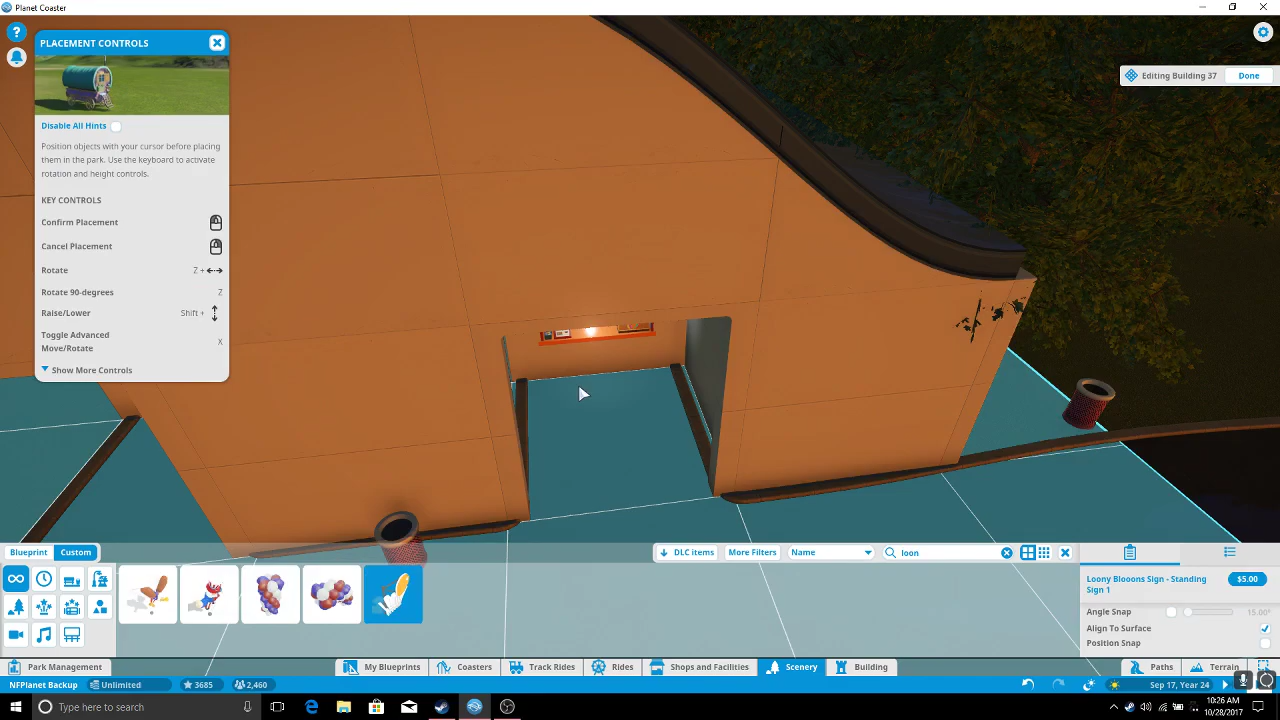 Planet Coaster
PLACEMENT CONTROLS
Disable All Hints
Position objects with your cursor before placing
them in the park. Use the keyboard to activate
rotation and height controls.
KEY CONTROLS
Confirm Placement
Cancel Placement
Rotate Z +
Rotate 90-degrees Z
Raise/Lower Shift +
Toggle Advanced
Move/Rotate X
Show More Controls
Editing Building 37 Done
Blueprint Custom DLC items More Filters Name loon
Loony Blooons Sign - Standing
Sign 1 $5.00
Angle Snap 15.00°
Align To Surface
Position Snap
Park Management My Blueprints Coasters Track Rides Rides Shops and Facilities Scenery Building Paths Terrain
NFPlanet Backup Unlimited 3685 2,460 Sep 17, Year 24
Type here to search
10:26 AM
10/28/2017